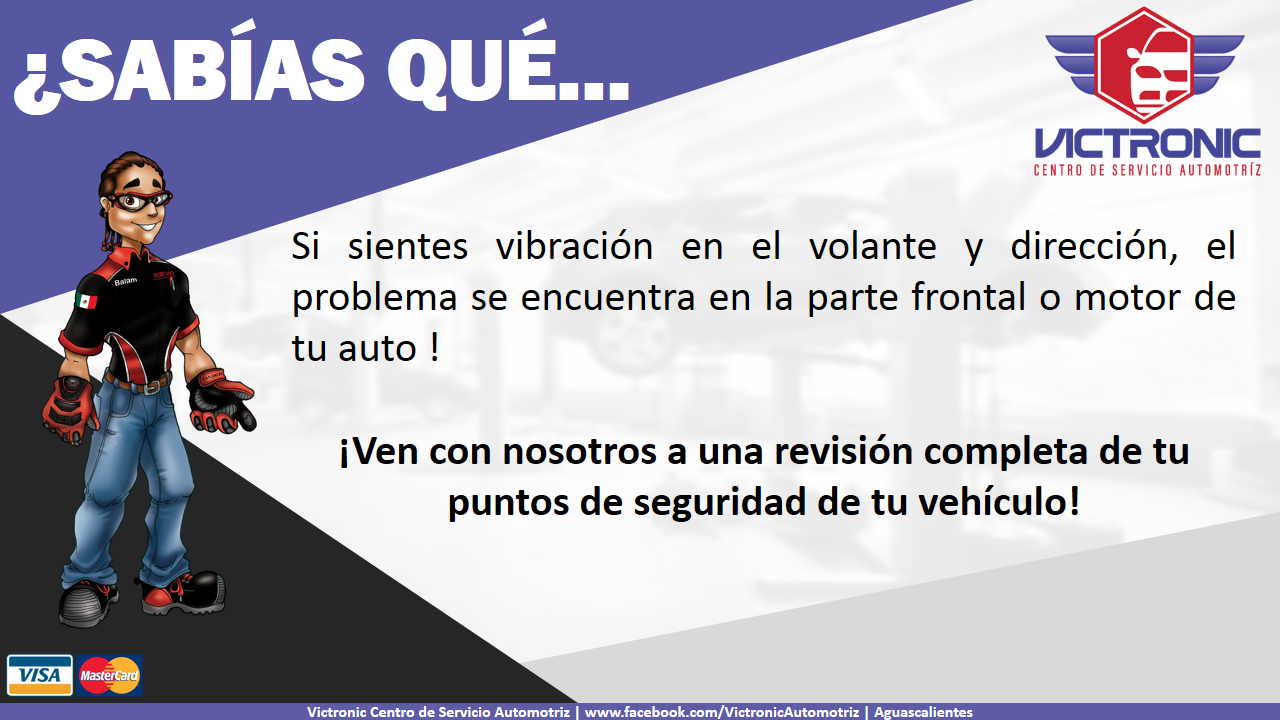 ¿SABÍAS QUÉ...
VICTRONIC
CENTRO DE SERVICIO AUTOMOTRÍZ
Balam
Si sientes vibración en el volante y dirección, el
problema se encuentra en la parte frontal o motor de
tu auto !
¡Ven con nosotros a una revisión completa de tu
puntos de seguridad de tu vehículo!
VISA
MasterCard
Victronic Centro de Servicio Automotriz | www.facebook.com/VictronicAutomotriz | Aguascalientes